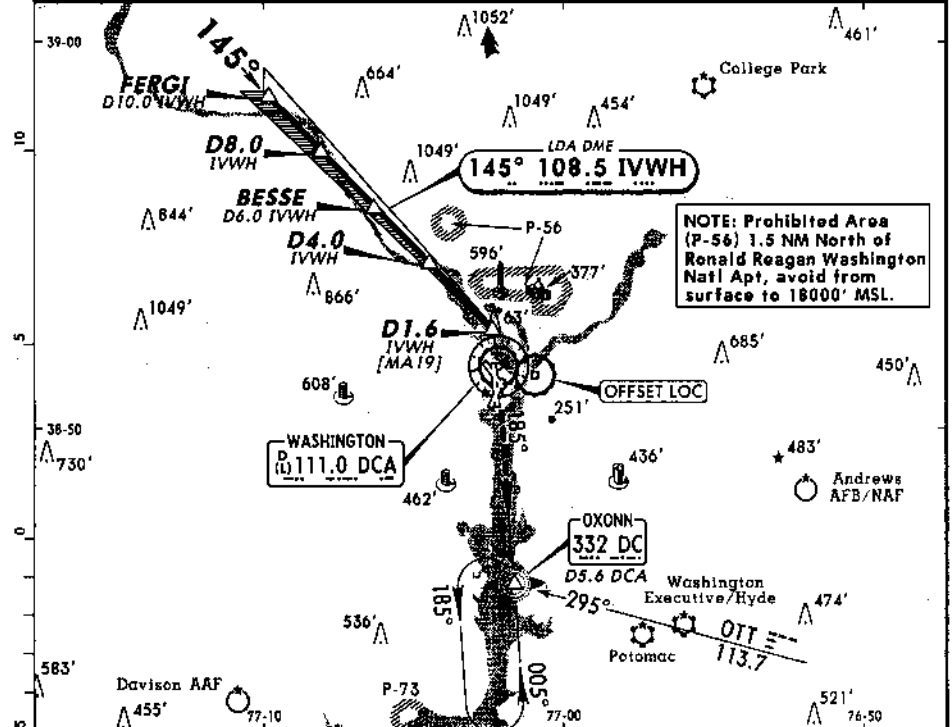 1052'
461'
39-00
145°
664'
College Park
FERGI
D10.0 IVWH
1049'
454'
10
D8.0
IVWH
1049'
LDA DME
145° 108.5 IVWH
BESSE
D6.0 IVWH
844'
P-56
NOTE: Prohibited Area
(P-56) 1.5 NM North of
Ronald Reagan Washington
Natl Apt, avoid from
surface to 18000' MSL.
D4.0
IVWH
596'
377'
866'
1049'
63'
D1.6
IVWH
[MA19]
5
685'
450'
D
608'
OFFSET LOC
251'
38-50
185°
WASHINGTON
D
(L) 111.0 DCA
730'
483'
436'
462'
Andrews
AFB/NAF
OXONN
332 DC
D5.6 DCA
0
185°
295°
Washington
Executive/Hyde
474'
536'
OTT
113.7
Potomac
583'
005°
Davison AAF
P-73
455'
521'
5
77-10
77-00
76-50